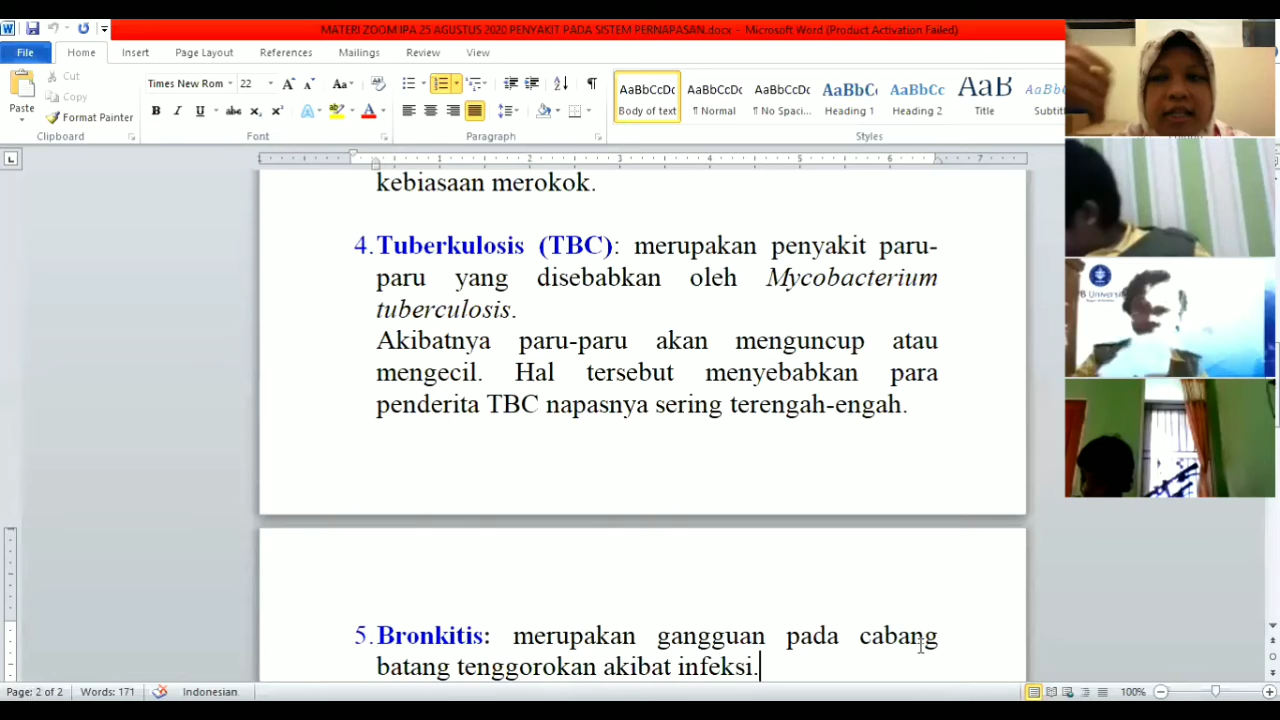 MATERI ZOOM IPA 25 AGUSTUS 2020 PENYAKIT PADA SISTEM PERNAPASAN.docx - Microsoft Word (Product Activation Failed)
File Home Insert Page Layout References Mailings Review View
Paste
Cut
Copy
Format Painter
Clipboard
Times New Rom 22
Font
Paragraph
AaBbCcDc AaBbCcDc AaBbCcDc AaBbC AaBbCc AaB
Body of text ¶ Normal ¶ No Spaci... Heading 1 Heading 2 Title
Styles
kebiasaan merokok.
4. Tuberkulosis (TBC): merupakan penyakit paru-
paru yang disebabkan oleh Mycobacterium
tuberculosis.
Akibatnya paru-paru akan menguncup atau
mengecil. Hal tersebut menyebabkan para
penderita TBC napasnya sering terengah-engah.
5. Bronkitis: merupakan gangguan pada cabang
batang tenggorokan akibat infeksi.
Page: 2 of 2 Words: 171 Indonesian 100%